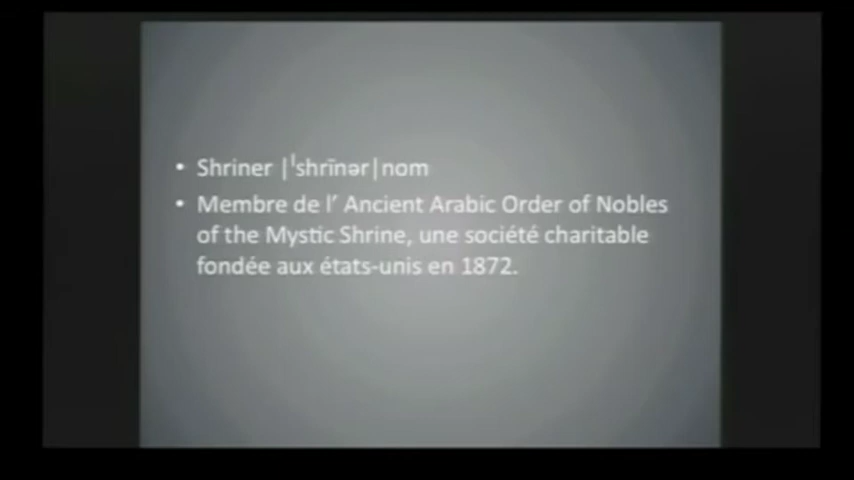 • Shriner |ˈshrīnər|nom
• Membre de l’ Ancient Arabic Order of Nobles
of the Mystic Shrine, une société charitable
fondée aux états-unis en 1872.